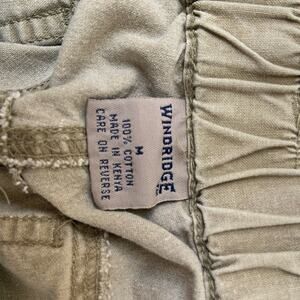 WINDRIDGE
M
100% COTTON
MADE IN KENYA
CARE ON REVERSE